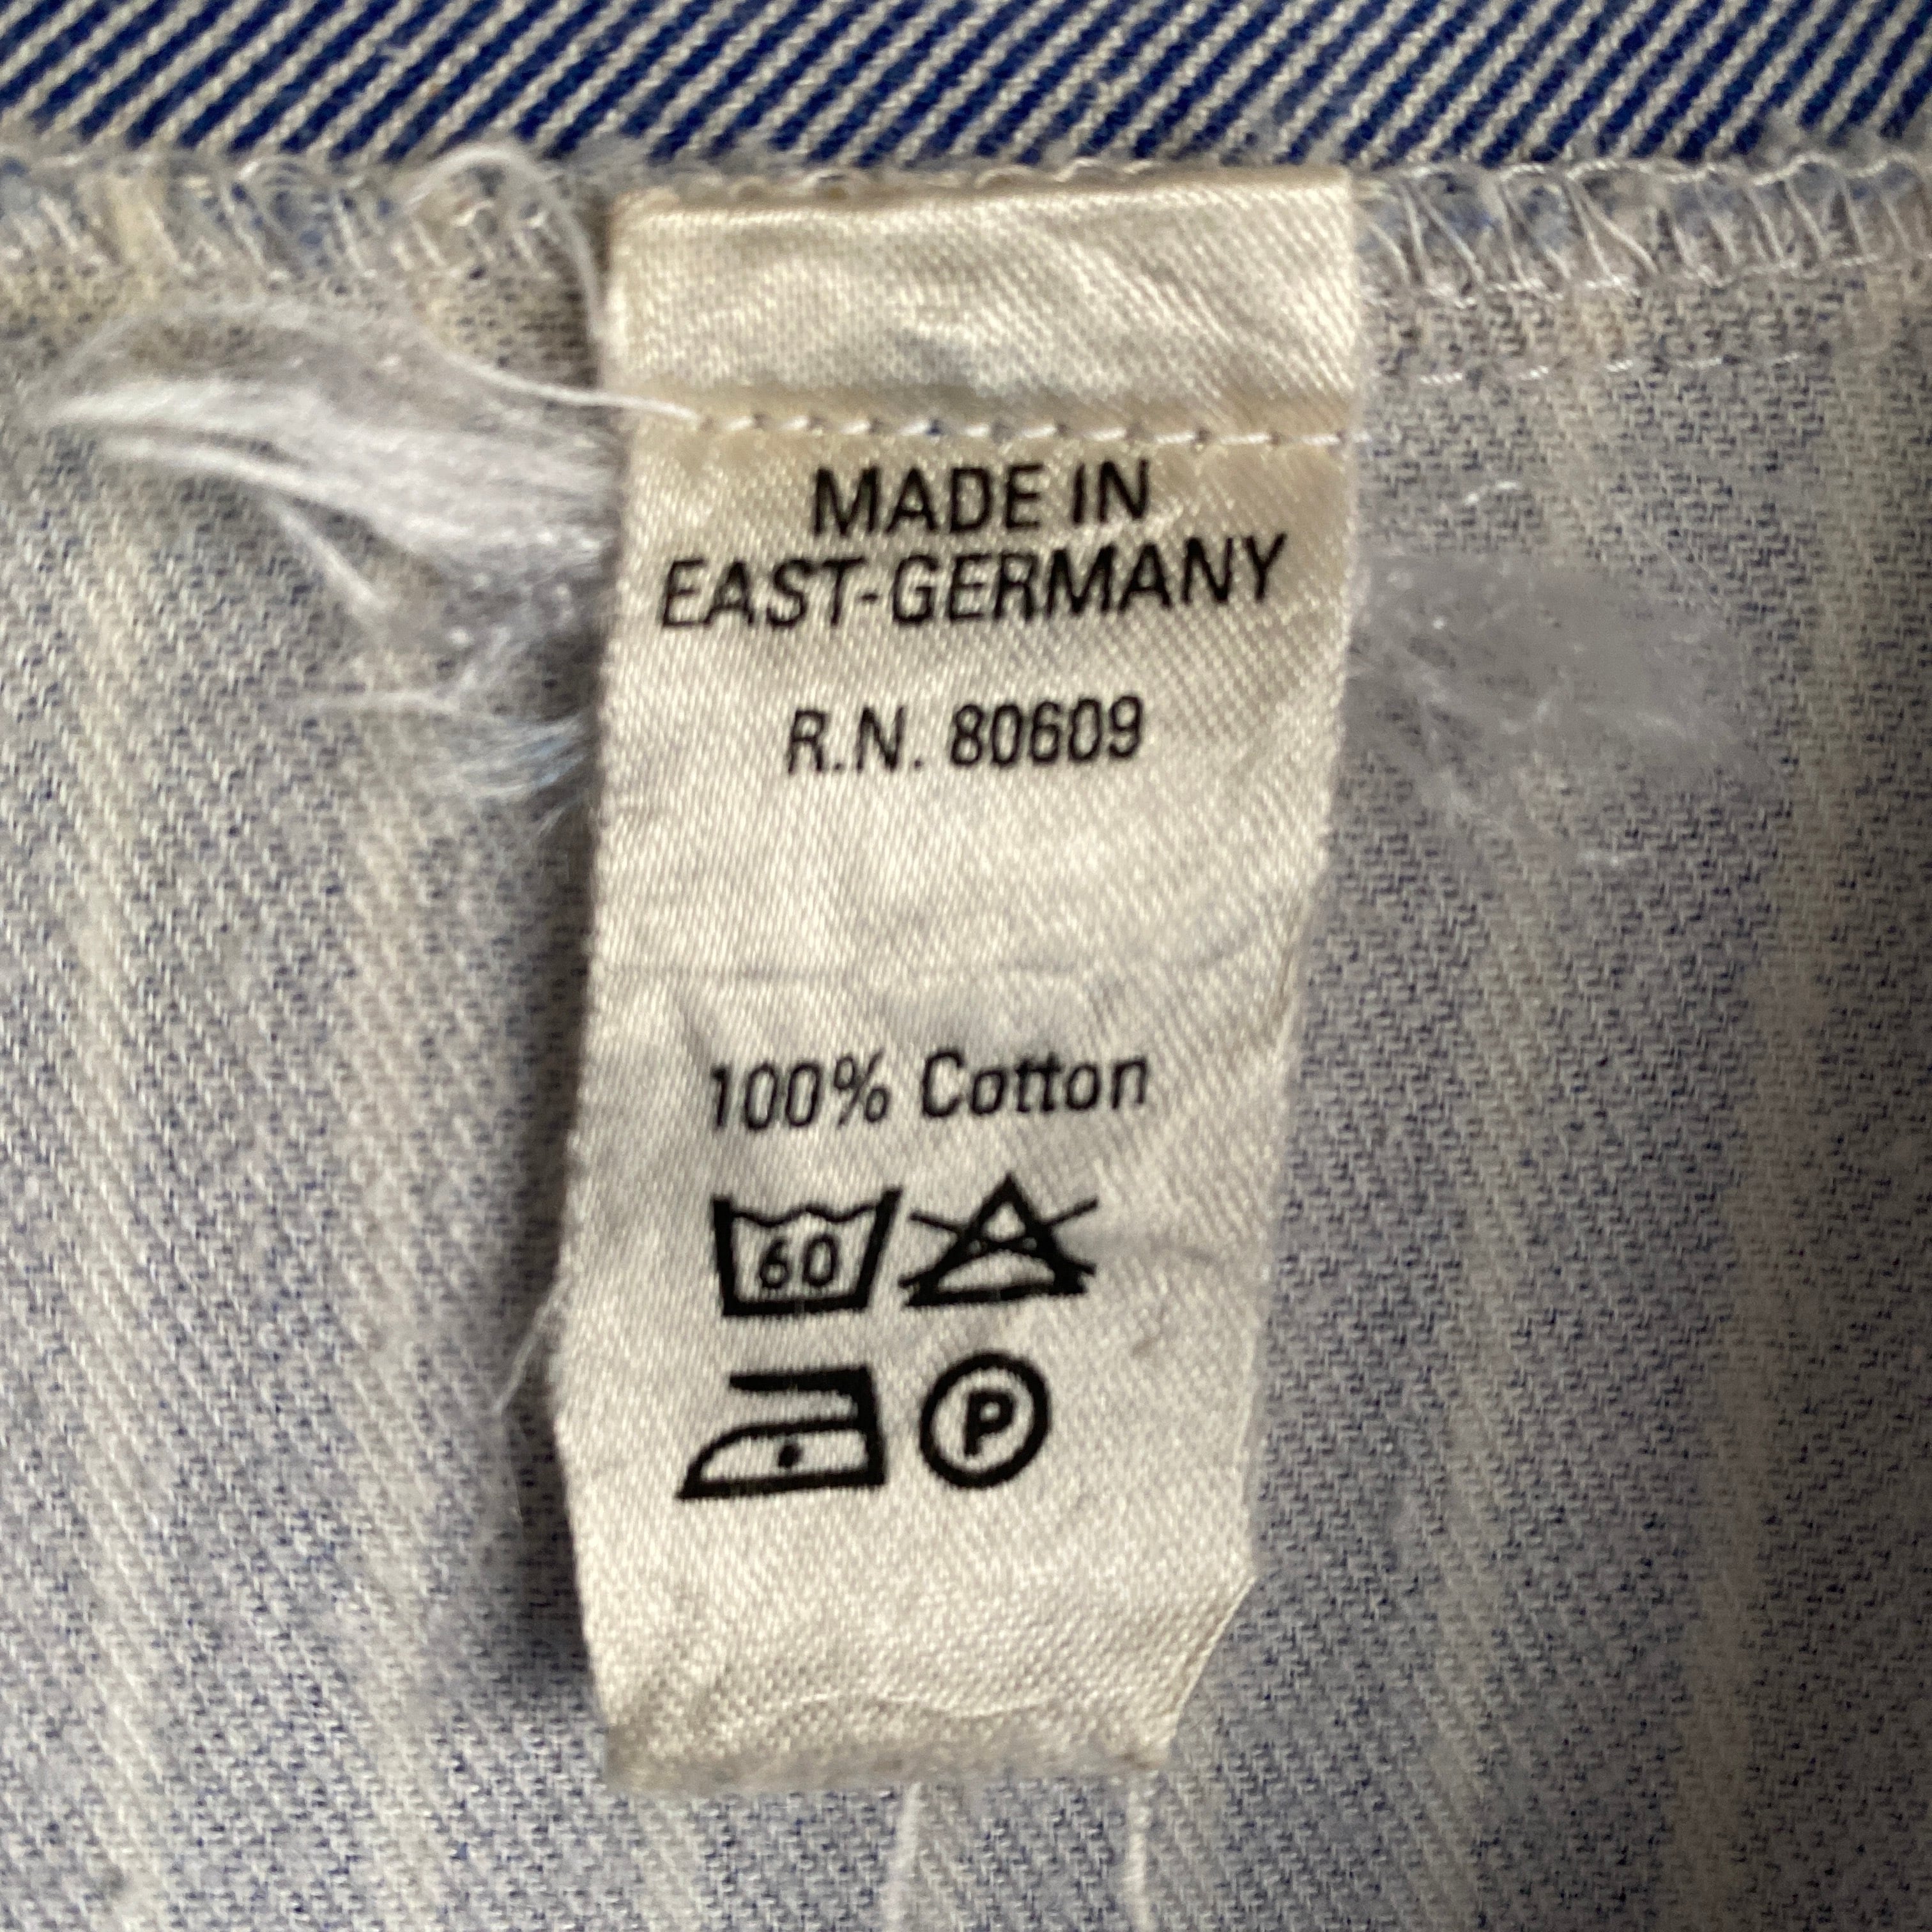 MADE IN
EAST-GERMANY
R.N. 80609
100% Cotton
60
P